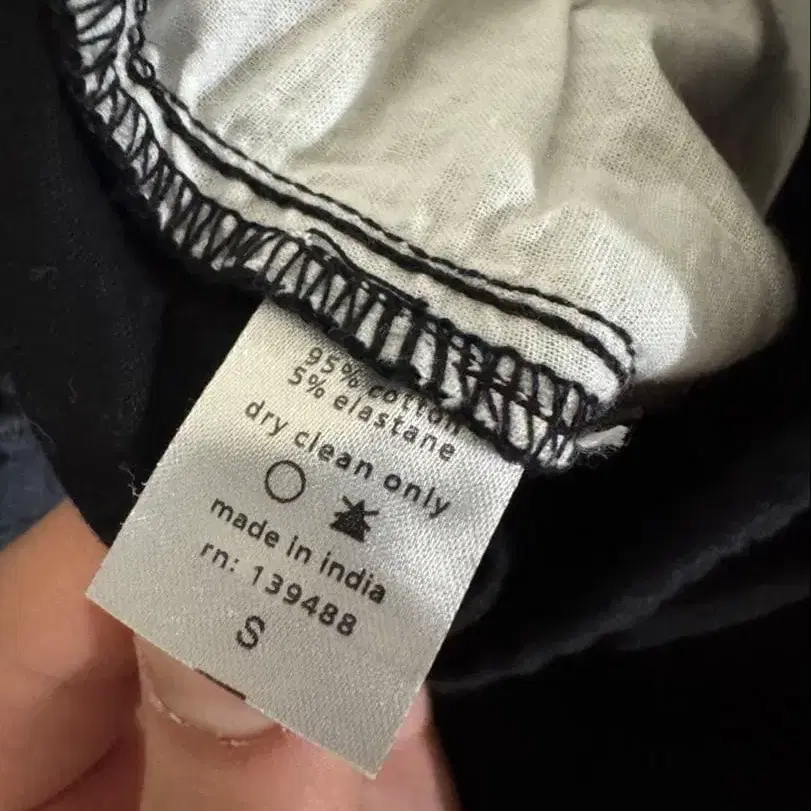 95% cotton
5% elastane
dry clean only
made in india
rn: 139488
S